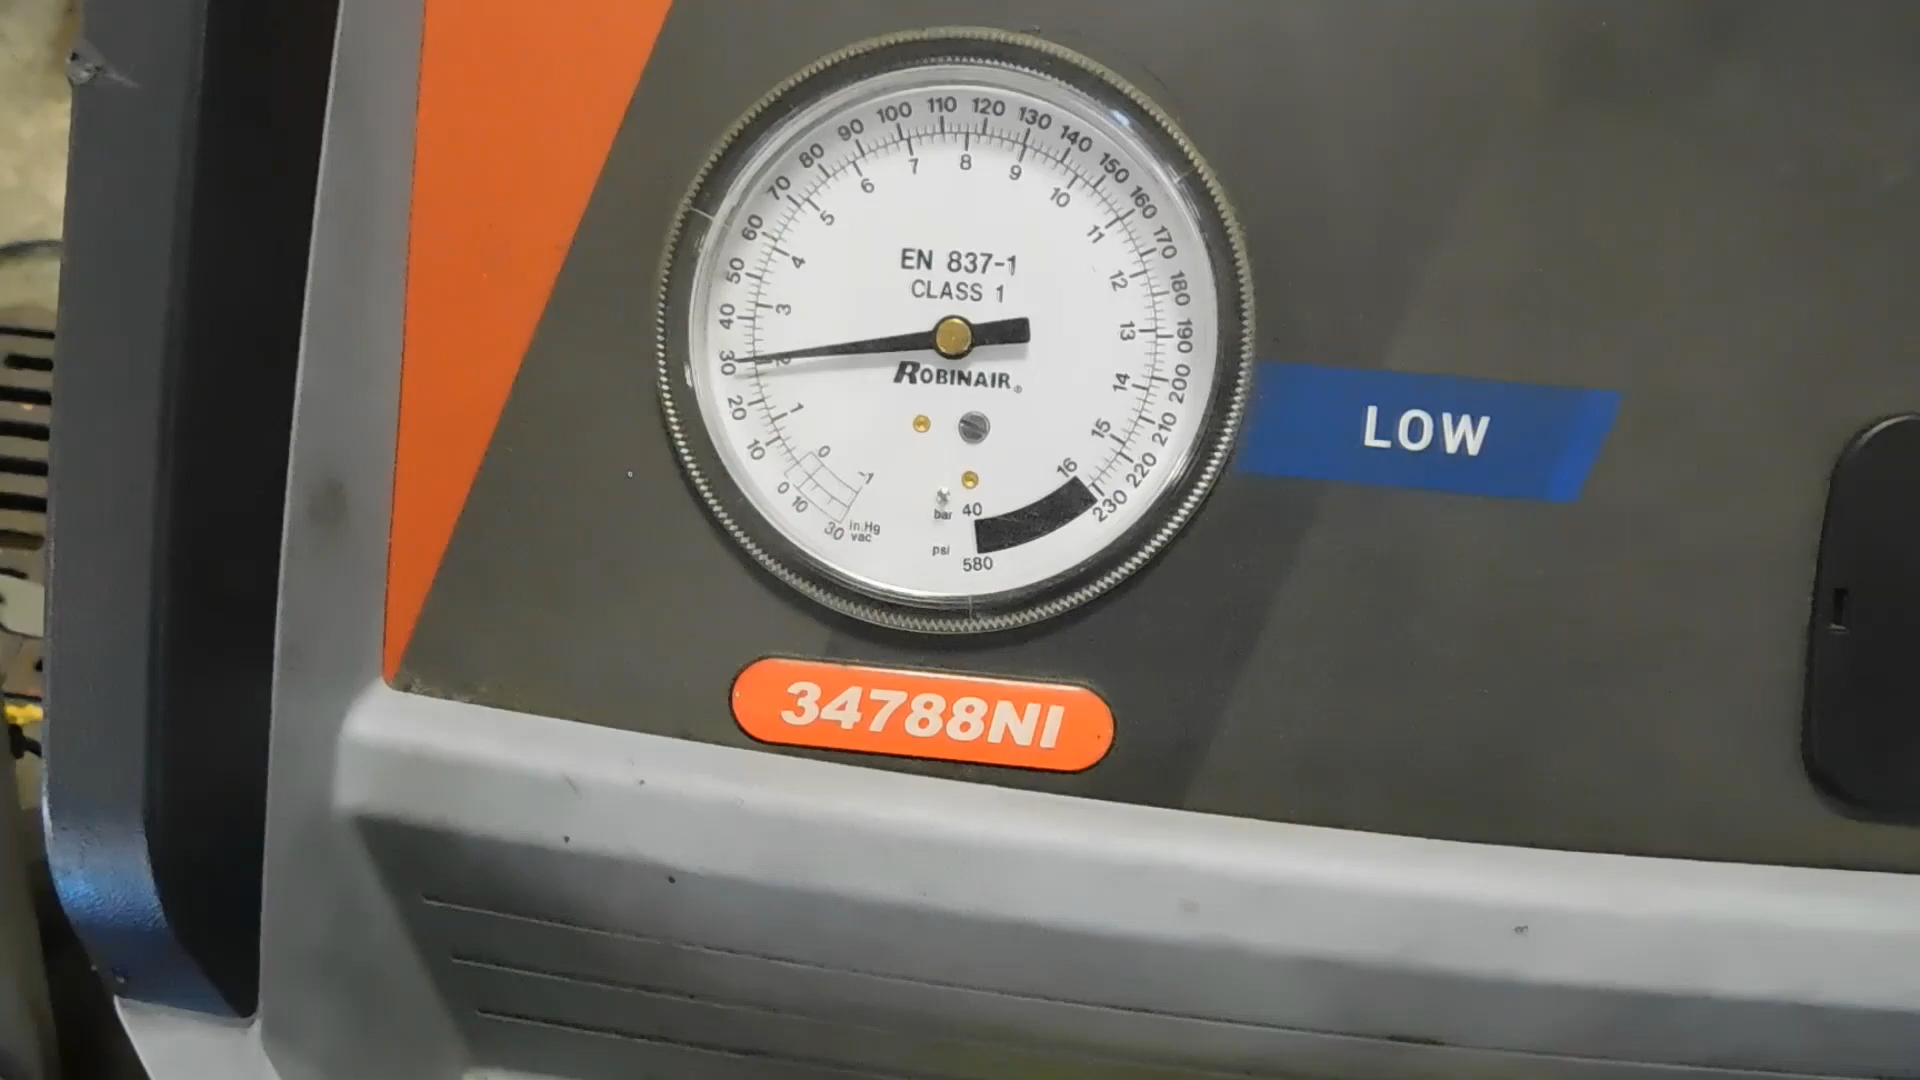 0 10 20 30 40 50 60 70 80 90 100 110 120 130 140 150 160 170 180 190 200 210 220 230
-1 0 1 2 3 4 5 6 7 8 9 10 11 12 13 14 15 16
EN 837-1
CLASS 1
ROBINAIR®
10
30 in.Hg
vac
bar 40
psi
580
LOW
34788NI